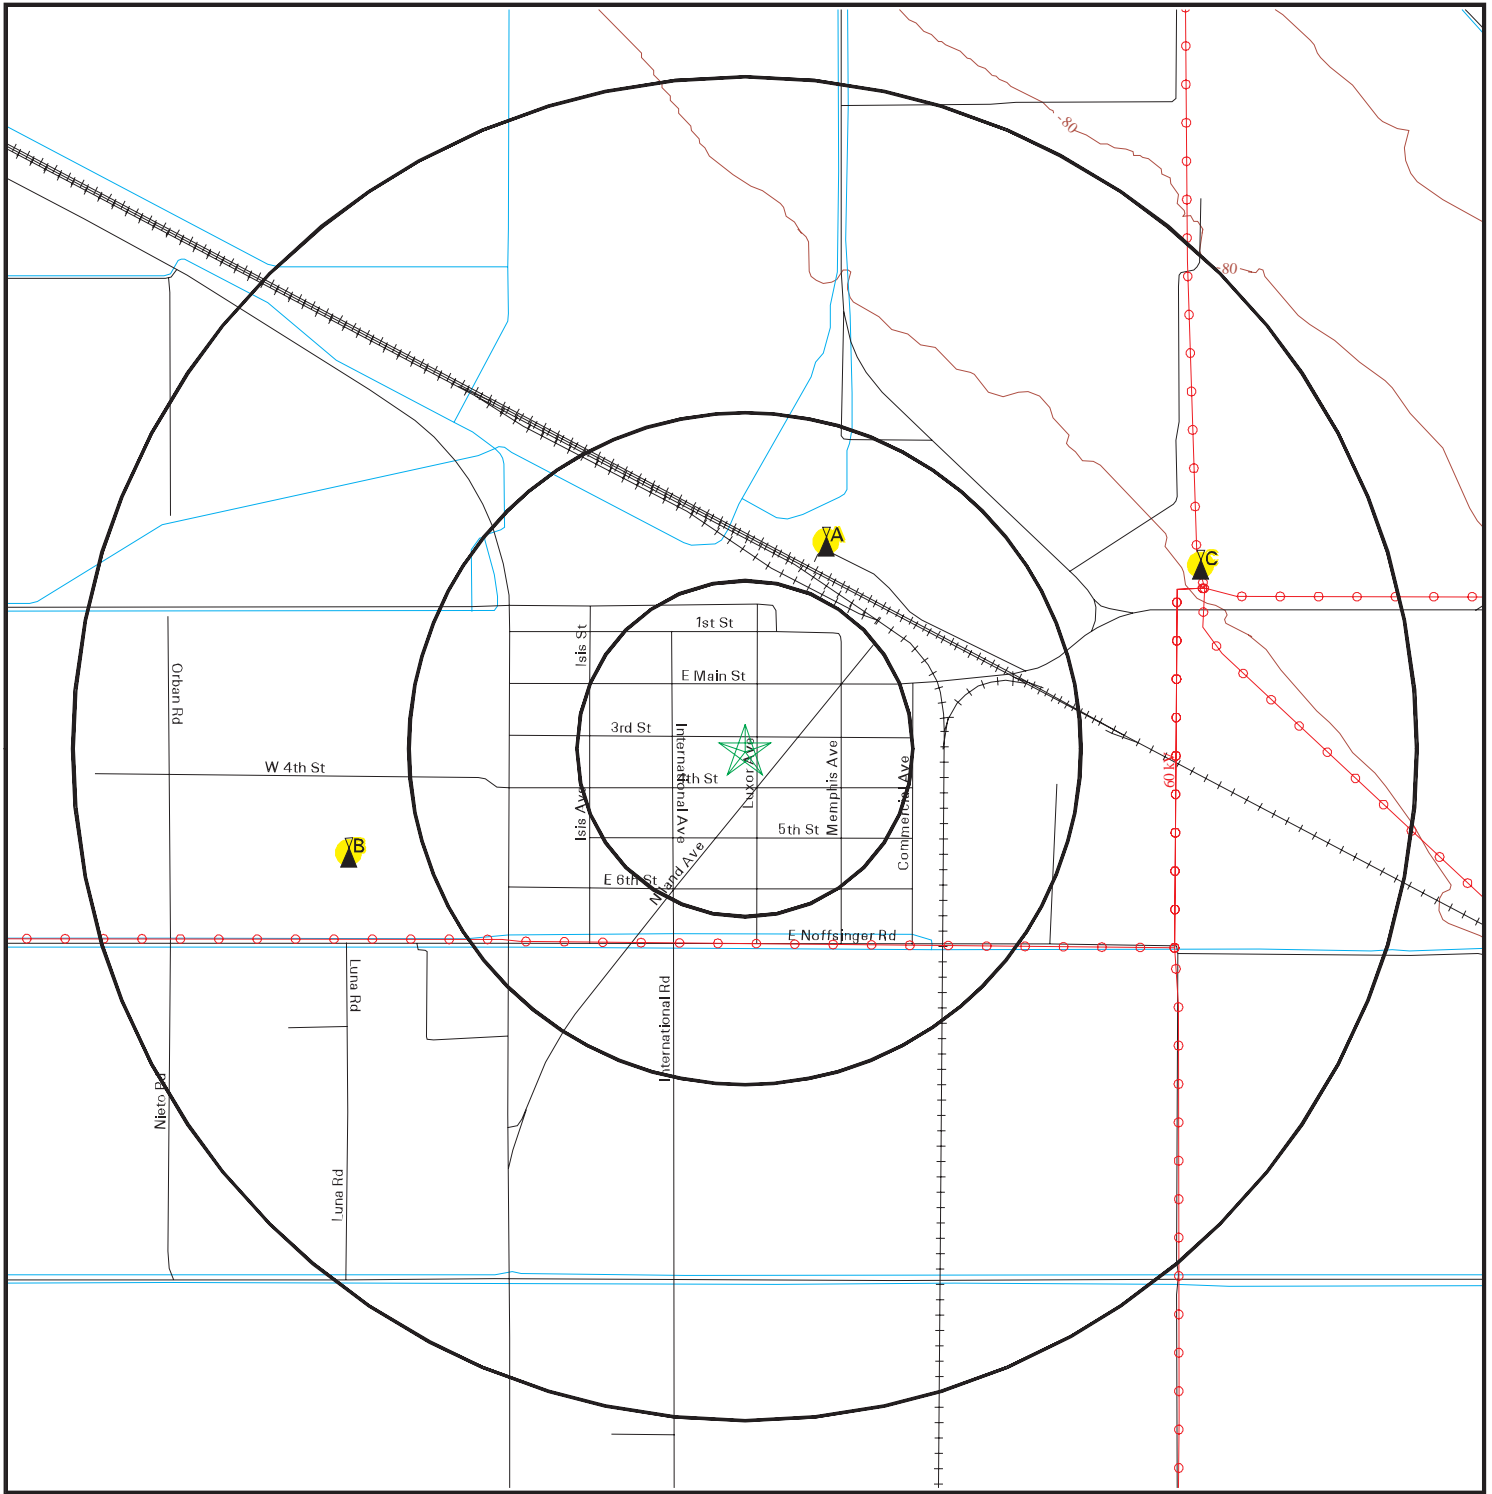 -80
-80
A
C
1st St
Isis St
Orban Rd
E Main St
3rd St
International Ave
Luxor Ave
Memphis Ave
Commercial Ave
W 4th St
4th St
60 k
Isis Ave
5th St
B
E 6th St
Niland Ave
E Noffsinger Rd
Luna Rd
International Rd
Nieto Rd
Luna Rd